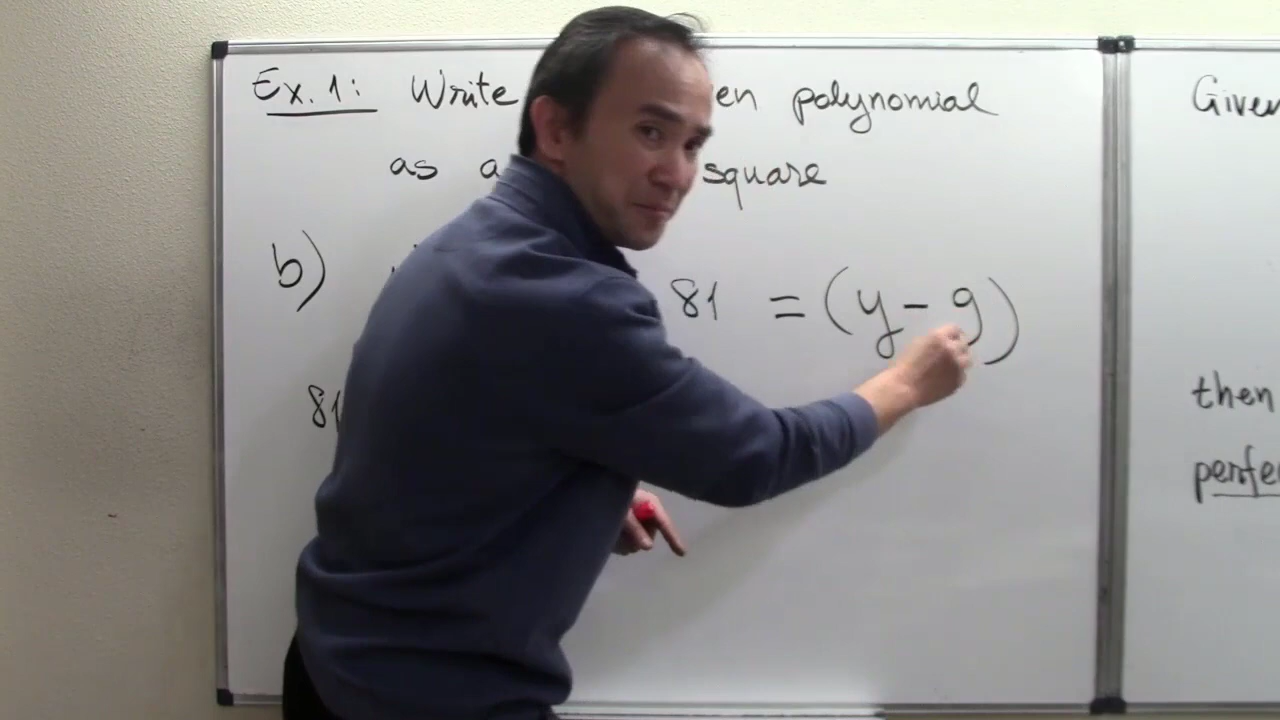 Ex. 1: Write en polynomial
as a square
b) 81 = (y - 9)
81
Given
then
perfe